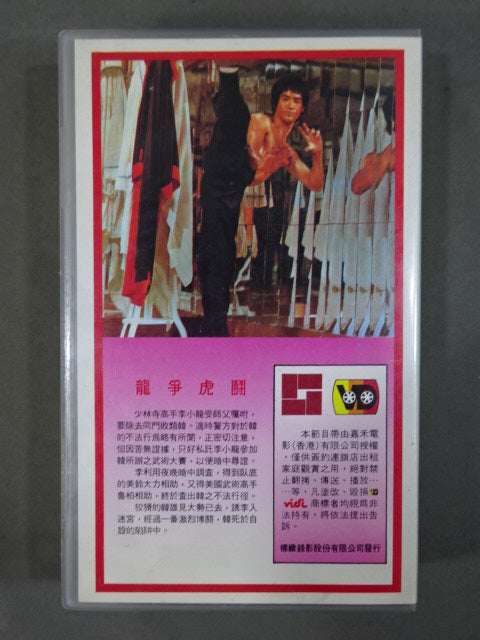 龍爭虎鬪
少林寺高手李小龍受師父囑咐，
要除去同門敗類韓。適時警方對於韓
的不法行爲略有所聞，正密切注意，
但因苦無證據，只好私託李小龍參加
韓所辦之武術大賽，以便暗中尋證。
李利用夜晚暗中調查，得到臥底
的美鈴大力相助，又得美國武術高手
魯柏相助，終於查出韓之不法行徑。
狡猾的韓雄見大勢已去，誘李入
迷宮，經過一番激烈博鬪，韓死於自
設的陷阱中。
VD
本節目帶由嘉禾電
影(香港)有限公司授權
，僅供簽約連鎖店出租
家庭觀賞之用，絕對禁
止翻拷、傳送、播放……
…等，凡塗改、毀損VD
vidi 商標者均視爲非
法持有，將依法提出告
訴。
錄影股份有限公司發行